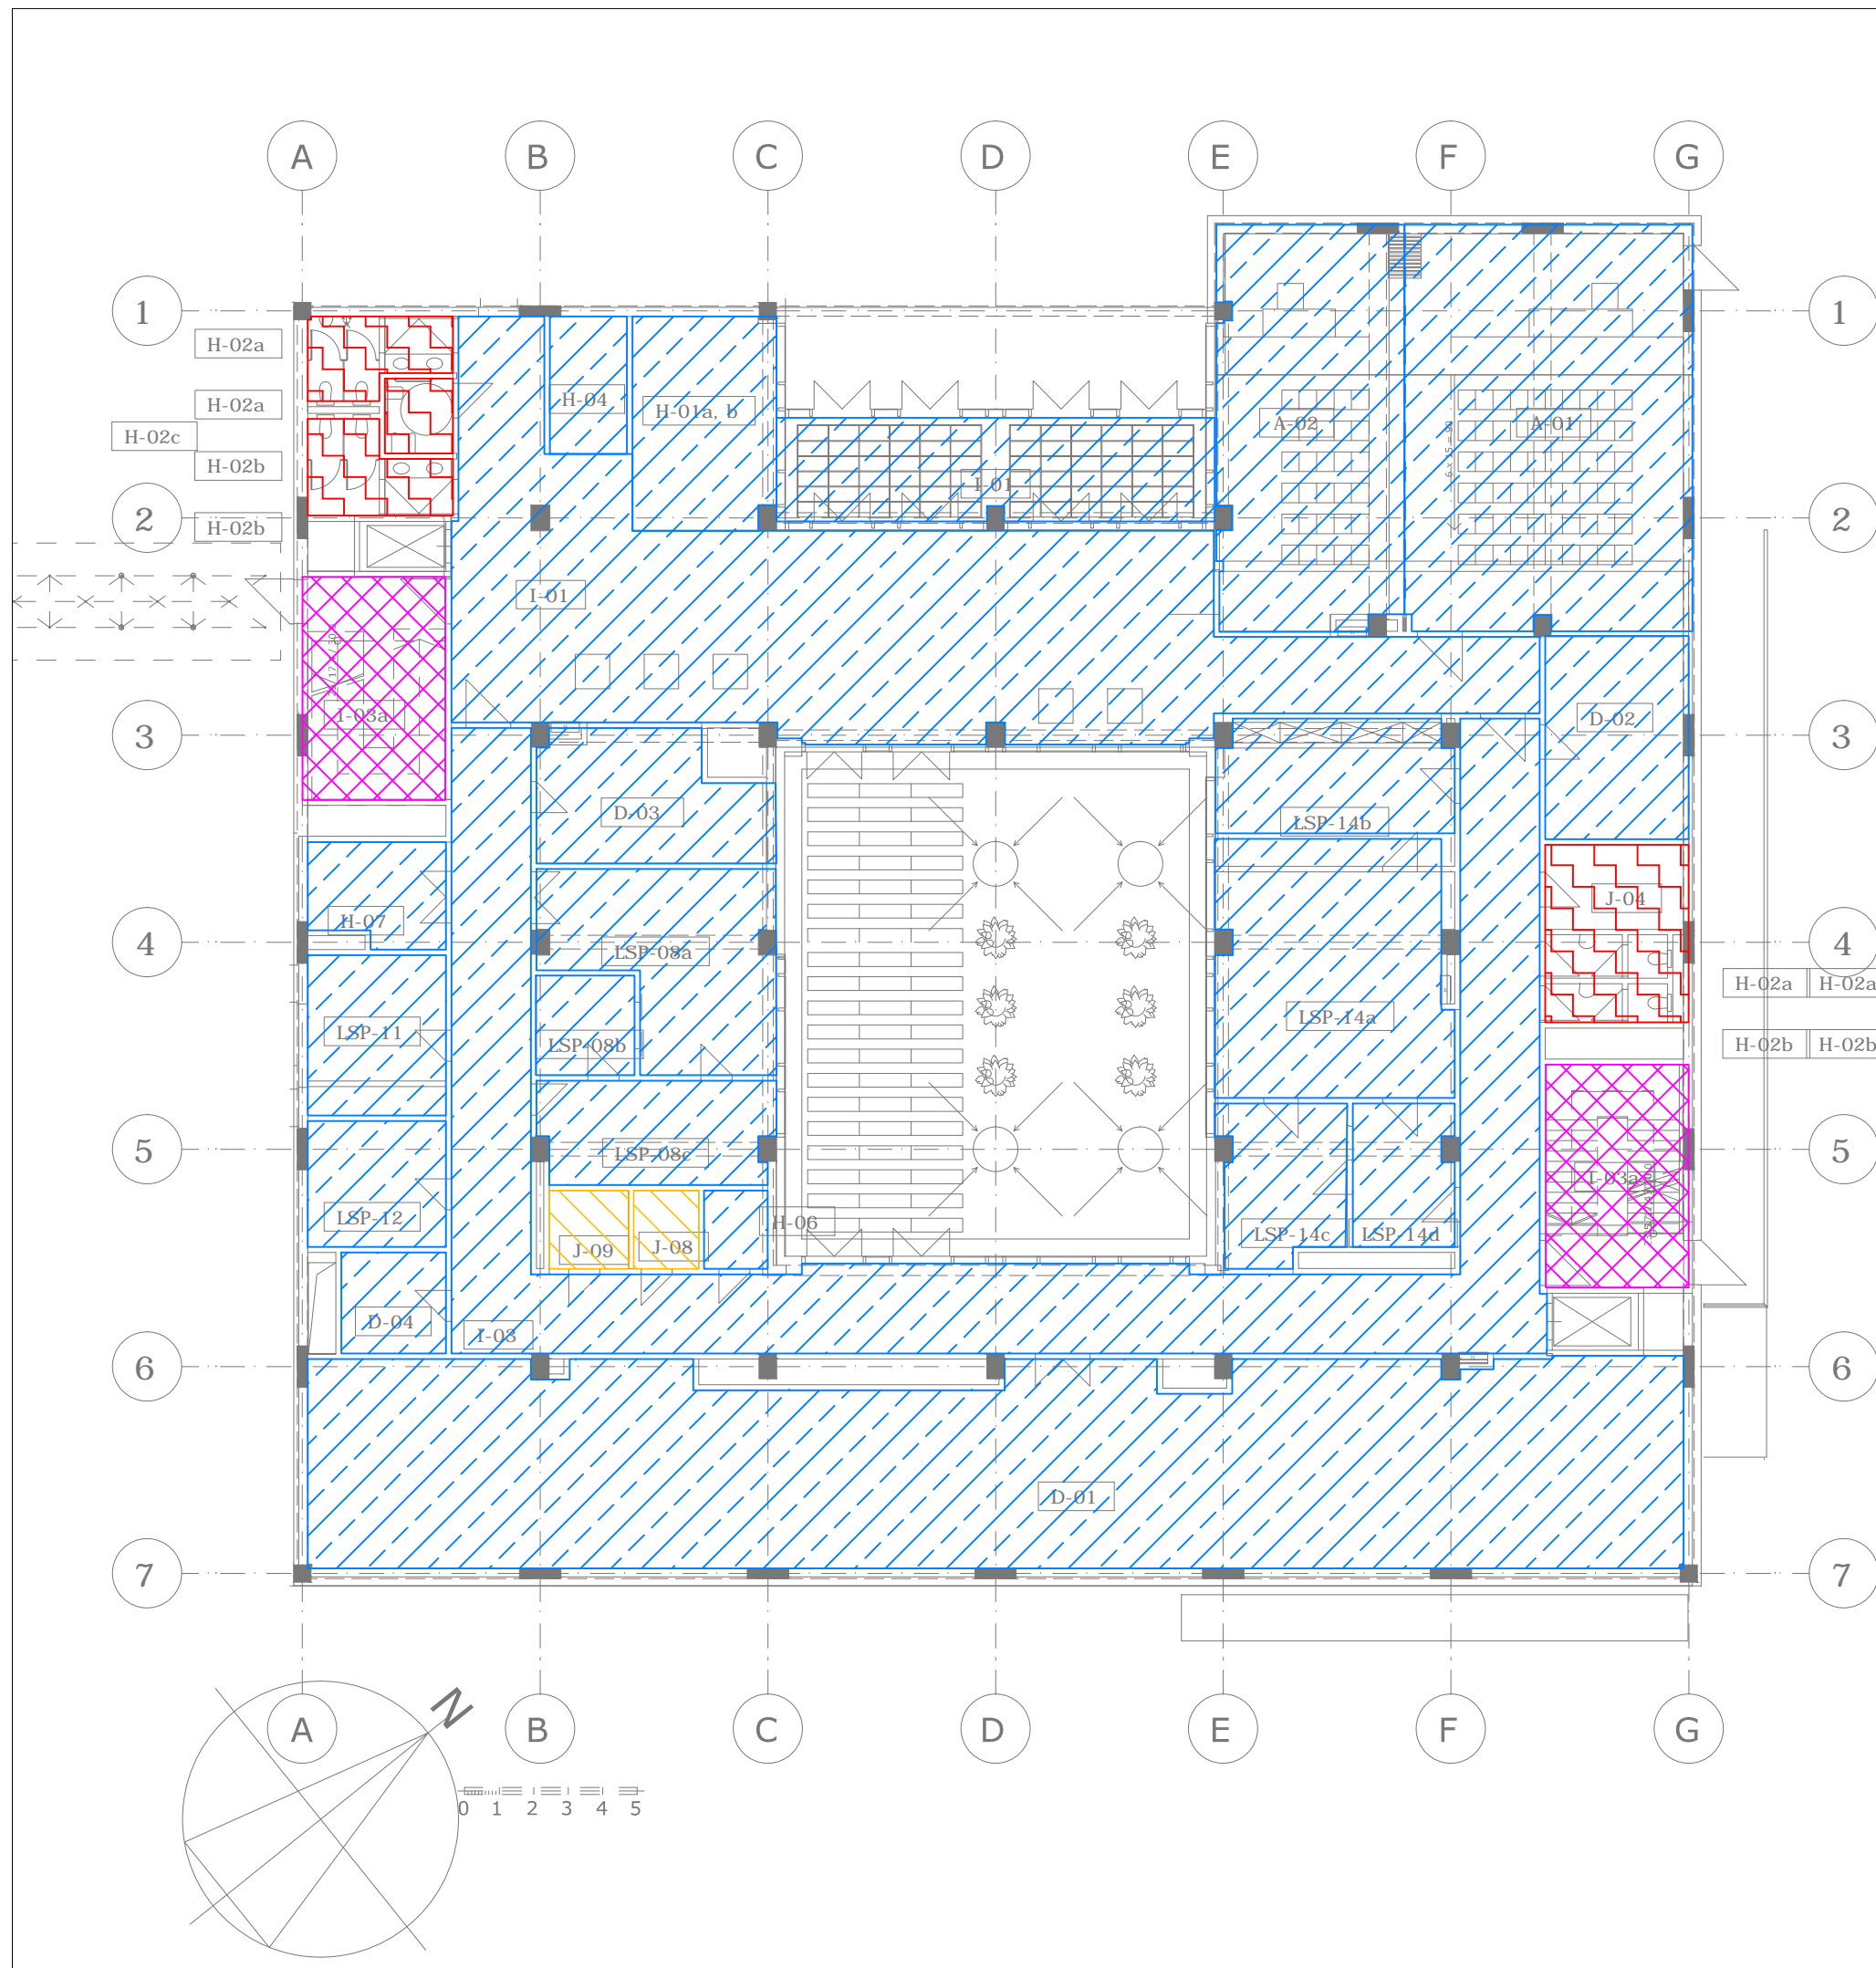 A B C D E F G
1 1
H-02a
H-04
H-01a, b
H-02a
A-02
A-01
H-02c
H-02b
I-01
6 x 15 = 90
2 2
H-02b
I-01
I-03a
D-02
3 3
D-03
LSP-14b
J-04
H-07
4 4
LSP-08a
H-02a H-02a
LSP-14a
LSP-11
LSP-08b
H-02b H-02b
5 5
LSP-08c
I-03a
LSP-12
H-06
J-09
J-08
LSP-14c
LSP-14d
D-04
I-03
6 6
D-01
7 7
N
A B C D E F G
0 1 2 3 4 5